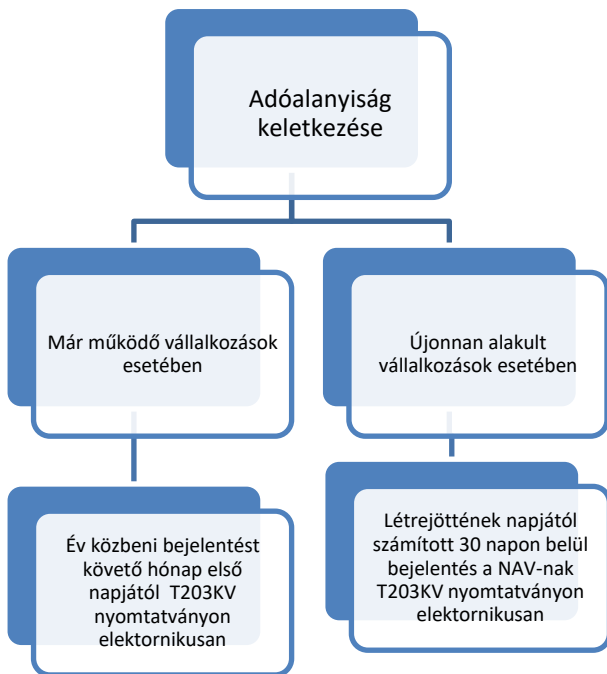 Adóalanyiság
keletkezése
Már működő vállalkozások
esetében
Újonnan alakult
vállalkozások esetében
Év közbeni bejelentést
követő hónap első
napjától T203KV
nyomtatványon
elektornikusan
Létrejöttének napjától
számított 30 napon belül
bejelentés a NAV-nak
T203KV nyomtatványon
elektornikusan